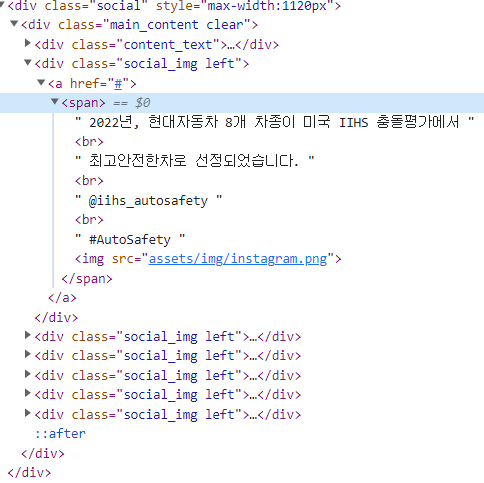 <div class="social" style="max-width:1120px">
<div class="main_content clear">
<div class="content_text">…</div>
<div class="social_img left">
<a href="#">
<span> == $0
" 2022년, 현대자동차 8개 차종이 미국 IIHS 충돌평가에서 "
<br>
" 최고안전한차로 선정되었습니다. "
<br>
" @iihs_autosafety "
<br>
" #AutoSafety "
<img src="assets/img/instagram.png">
</span>
</a>
</div>
<div class="social_img left">…</div>
<div class="social_img left">…</div>
<div class="social_img left">…</div>
<div class="social_img left">…</div>
<div class="social_img left">…</div>
::after
</div>
</div>